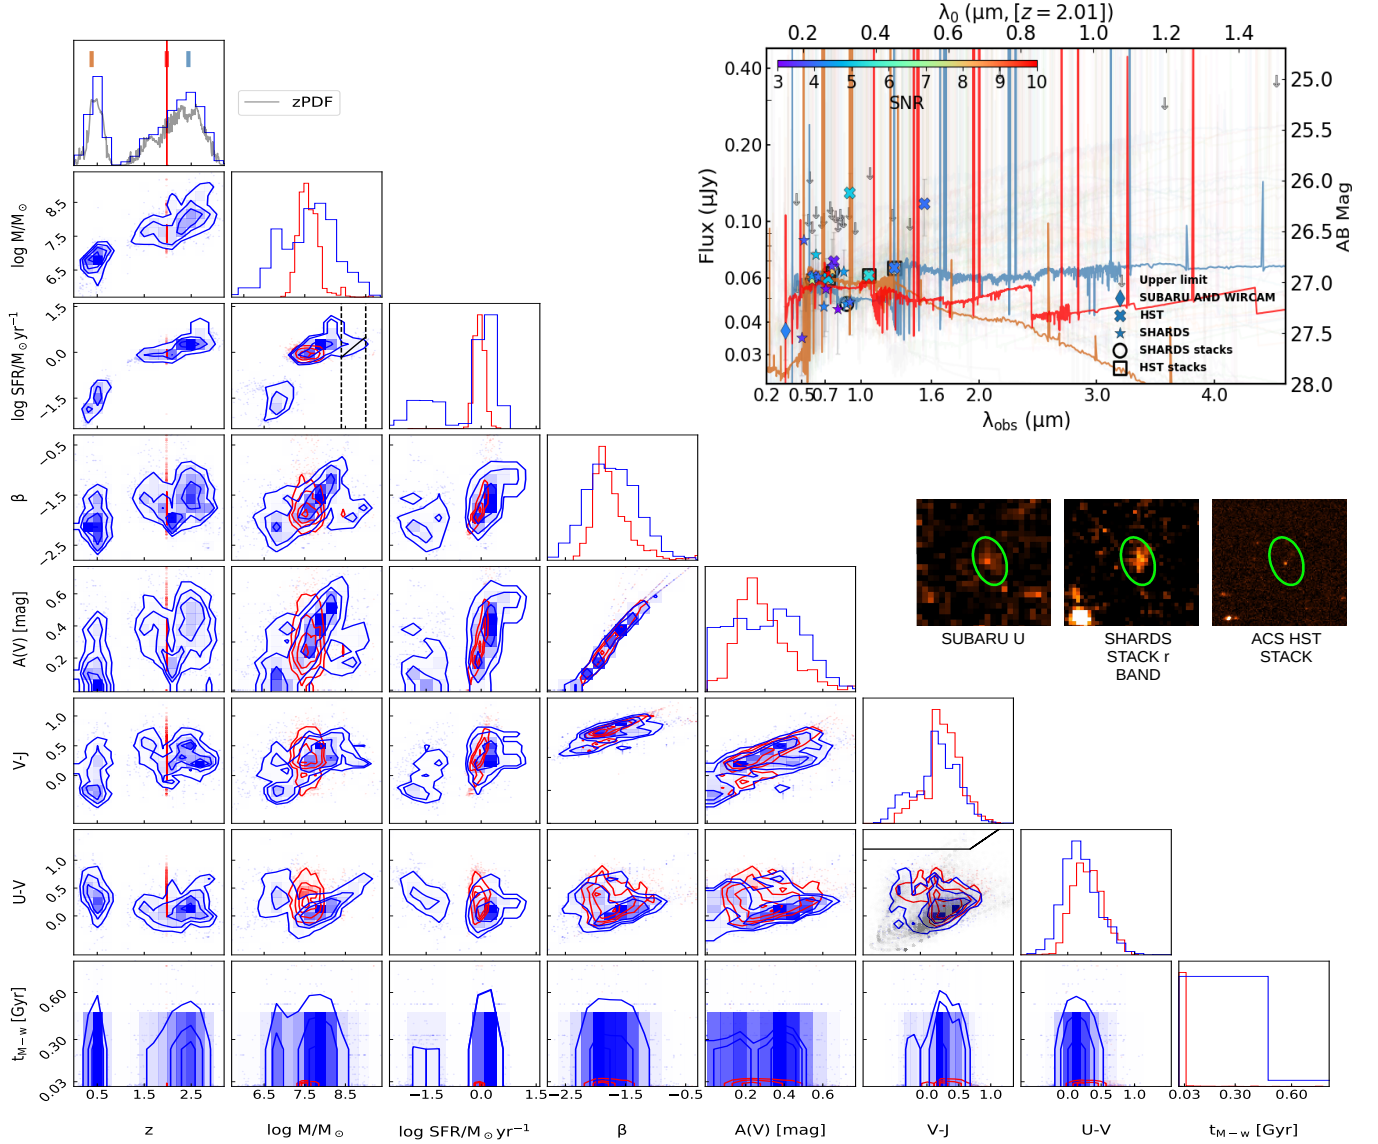 λ₀ (μm, [z = 2.01])
0.2 0.4 0.6 0.8 1.0 1.2 1.4
zPDF
0.40 25.0
3 4 5 6 7 8 9 10
SNR
25.5
0.20
26.0
8.5
7.5
6.5
log M/M⊙
Flux (μJy)
0.10
26.5
AB Mag
0.06
27.0
0.04
27.5
0.03
28.0
Upper limit
SUBARU AND WIRCAM
HST
SHARDS
SHARDS stacks
HST stacks
0.2 0.5 0.7 1.0 1.6 2.0 3.0 4.0
λobs (μm)
1.5
0.0
−1.5
log SFR/M⊙yr⁻¹
−0.5
−1.5
−2.5
β
0.6
0.4
0.2
A(V) [mag]
SUBARU U
SHARDS
STACK r
BAND
ACS HST
STACK
1.0
0.5
0.0
V-J
1.0
0.5
0.0
U-V
0.60
0.30
0.03
tM−w [Gyr]
0.5 1.5 2.5 6.5 7.5 8.5 −1.5 0.0 1.5 −2.5 −1.5 −0.5 0.2 0.4 0.6 0.0 0.5 1.0 0.0 0.5 1.0 0.03 0.30 0.60
z log M/M⊙ log SFR/M⊙yr⁻¹ β A(V) [mag] V-J U-V tM−w [Gyr]